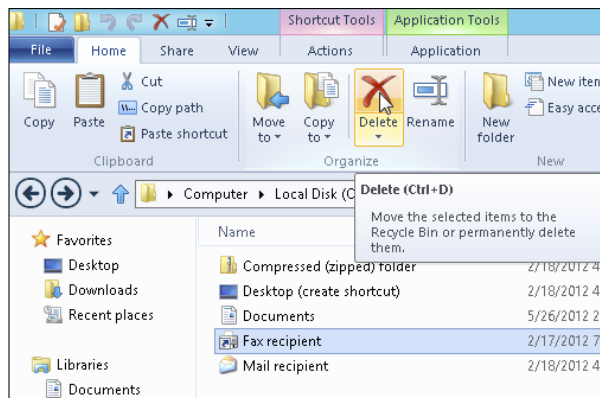 Shortcut Tools Application Tools
File Home Share View Actions Application
Cut
Copy path
Paste shortcut
Copy Paste
Move to
Copy to
Delete Rename
New folder
New item
Easy acce
Clipboard Organize New
Computer Local Disk (C
Delete (Ctrl+D)
Move the selected items to the
Recycle Bin or permanently delete
them.
Name
Favorites
Desktop
Downloads
Recent places
Libraries
Documents
Compressed (zipped) folder 2/18/2012 4
Desktop (create shortcut) 2/18/2012 4
Documents 5/26/2012 2
Fax recipient 2/17/2012 7
Mail recipient 2/18/2012 4